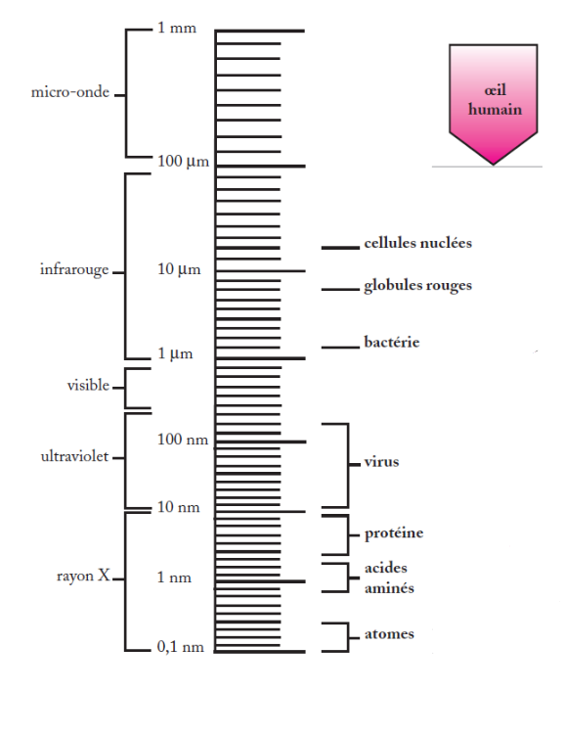 1 mm
œil
humain
micro-onde
100 µm
cellules nuclées
infrarouge
10 µm
globules rouges
bactérie
1 µm
visible
100 nm
ultraviolet
virus
10 nm
protéine
acides
aminés
rayon X
1 nm
atomes
0,1 nm